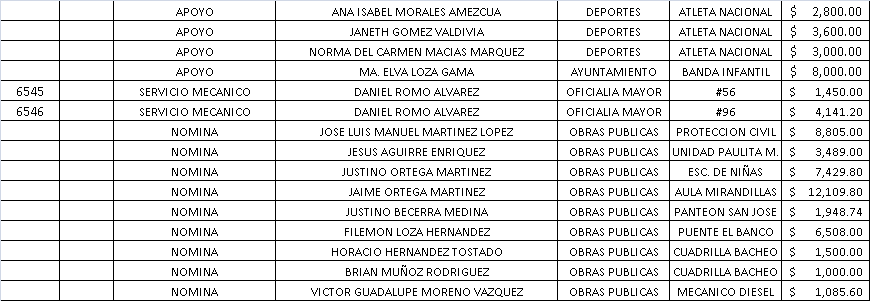 APOYO ANA ISABEL MORALES AMEZCUA DEPORTES ATLETA NACIONAL $ 2,800.00
APOYO JANETH GOMEZ VALDIVIA DEPORTES ATLETA NACIONAL $ 3,600.00
APOYO NORMA DEL CARMEN MACIAS MARQUEZ DEPORTES ATLETA NACIONAL $ 3,000.00
APOYO MA. ELVA LOZA GAMA AYUNTAMIENTO BANDA INFANTIL $ 8,000.00
6545 SERVICIO MECANICO DANIEL ROMO ALVAREZ OFICIALIA MAYOR #56 $ 1,450.00
6546 SERVICIO MECANICO DANIEL ROMO ALVAREZ OFICIALIA MAYOR #96 $ 4,141.20
NOMINA JOSE LUIS MANUEL MARTINEZ LOPEZ OBRAS PUBLICAS PROTECCION CIVIL $ 8,805.00
NOMINA JESUS AGUIRRE ENRIQUEZ OBRAS PUBLICAS UNIDAD PAULITA M. $ 3,489.00
NOMINA JUSTINO ORTEGA MARTINEZ OBRAS PUBLICAS ESC. DE NIÑAS $ 7,429.80
NOMINA JAIME ORTEGA MARTINEZ OBRAS PUBLICAS AULA MIRANDILLAS $ 12,109.80
NOMINA JUSTINO BECERRA MEDINA OBRAS PUBLICAS PANTEON SAN JOSE $ 1,948.74
NOMINA FILEMON LOZA HERNANDEZ OBRAS PUBLICAS PUENTE EL BANCO $ 6,508.00
NOMINA HORACIO HERNANDEZ TOSTADO OBRAS PUBLICAS CUADRILLA BACHEO $ 1,500.00
NOMINA BRIAN MUÑOZ RODRIGUEZ OBRAS PUBLICAS CUADRILLA BACHEO $ 1,000.00
NOMINA VICTOR GUADALUPE MORENO VAZQUEZ OBRAS PUBLICAS MECANICO DIESEL $ 1,085.60